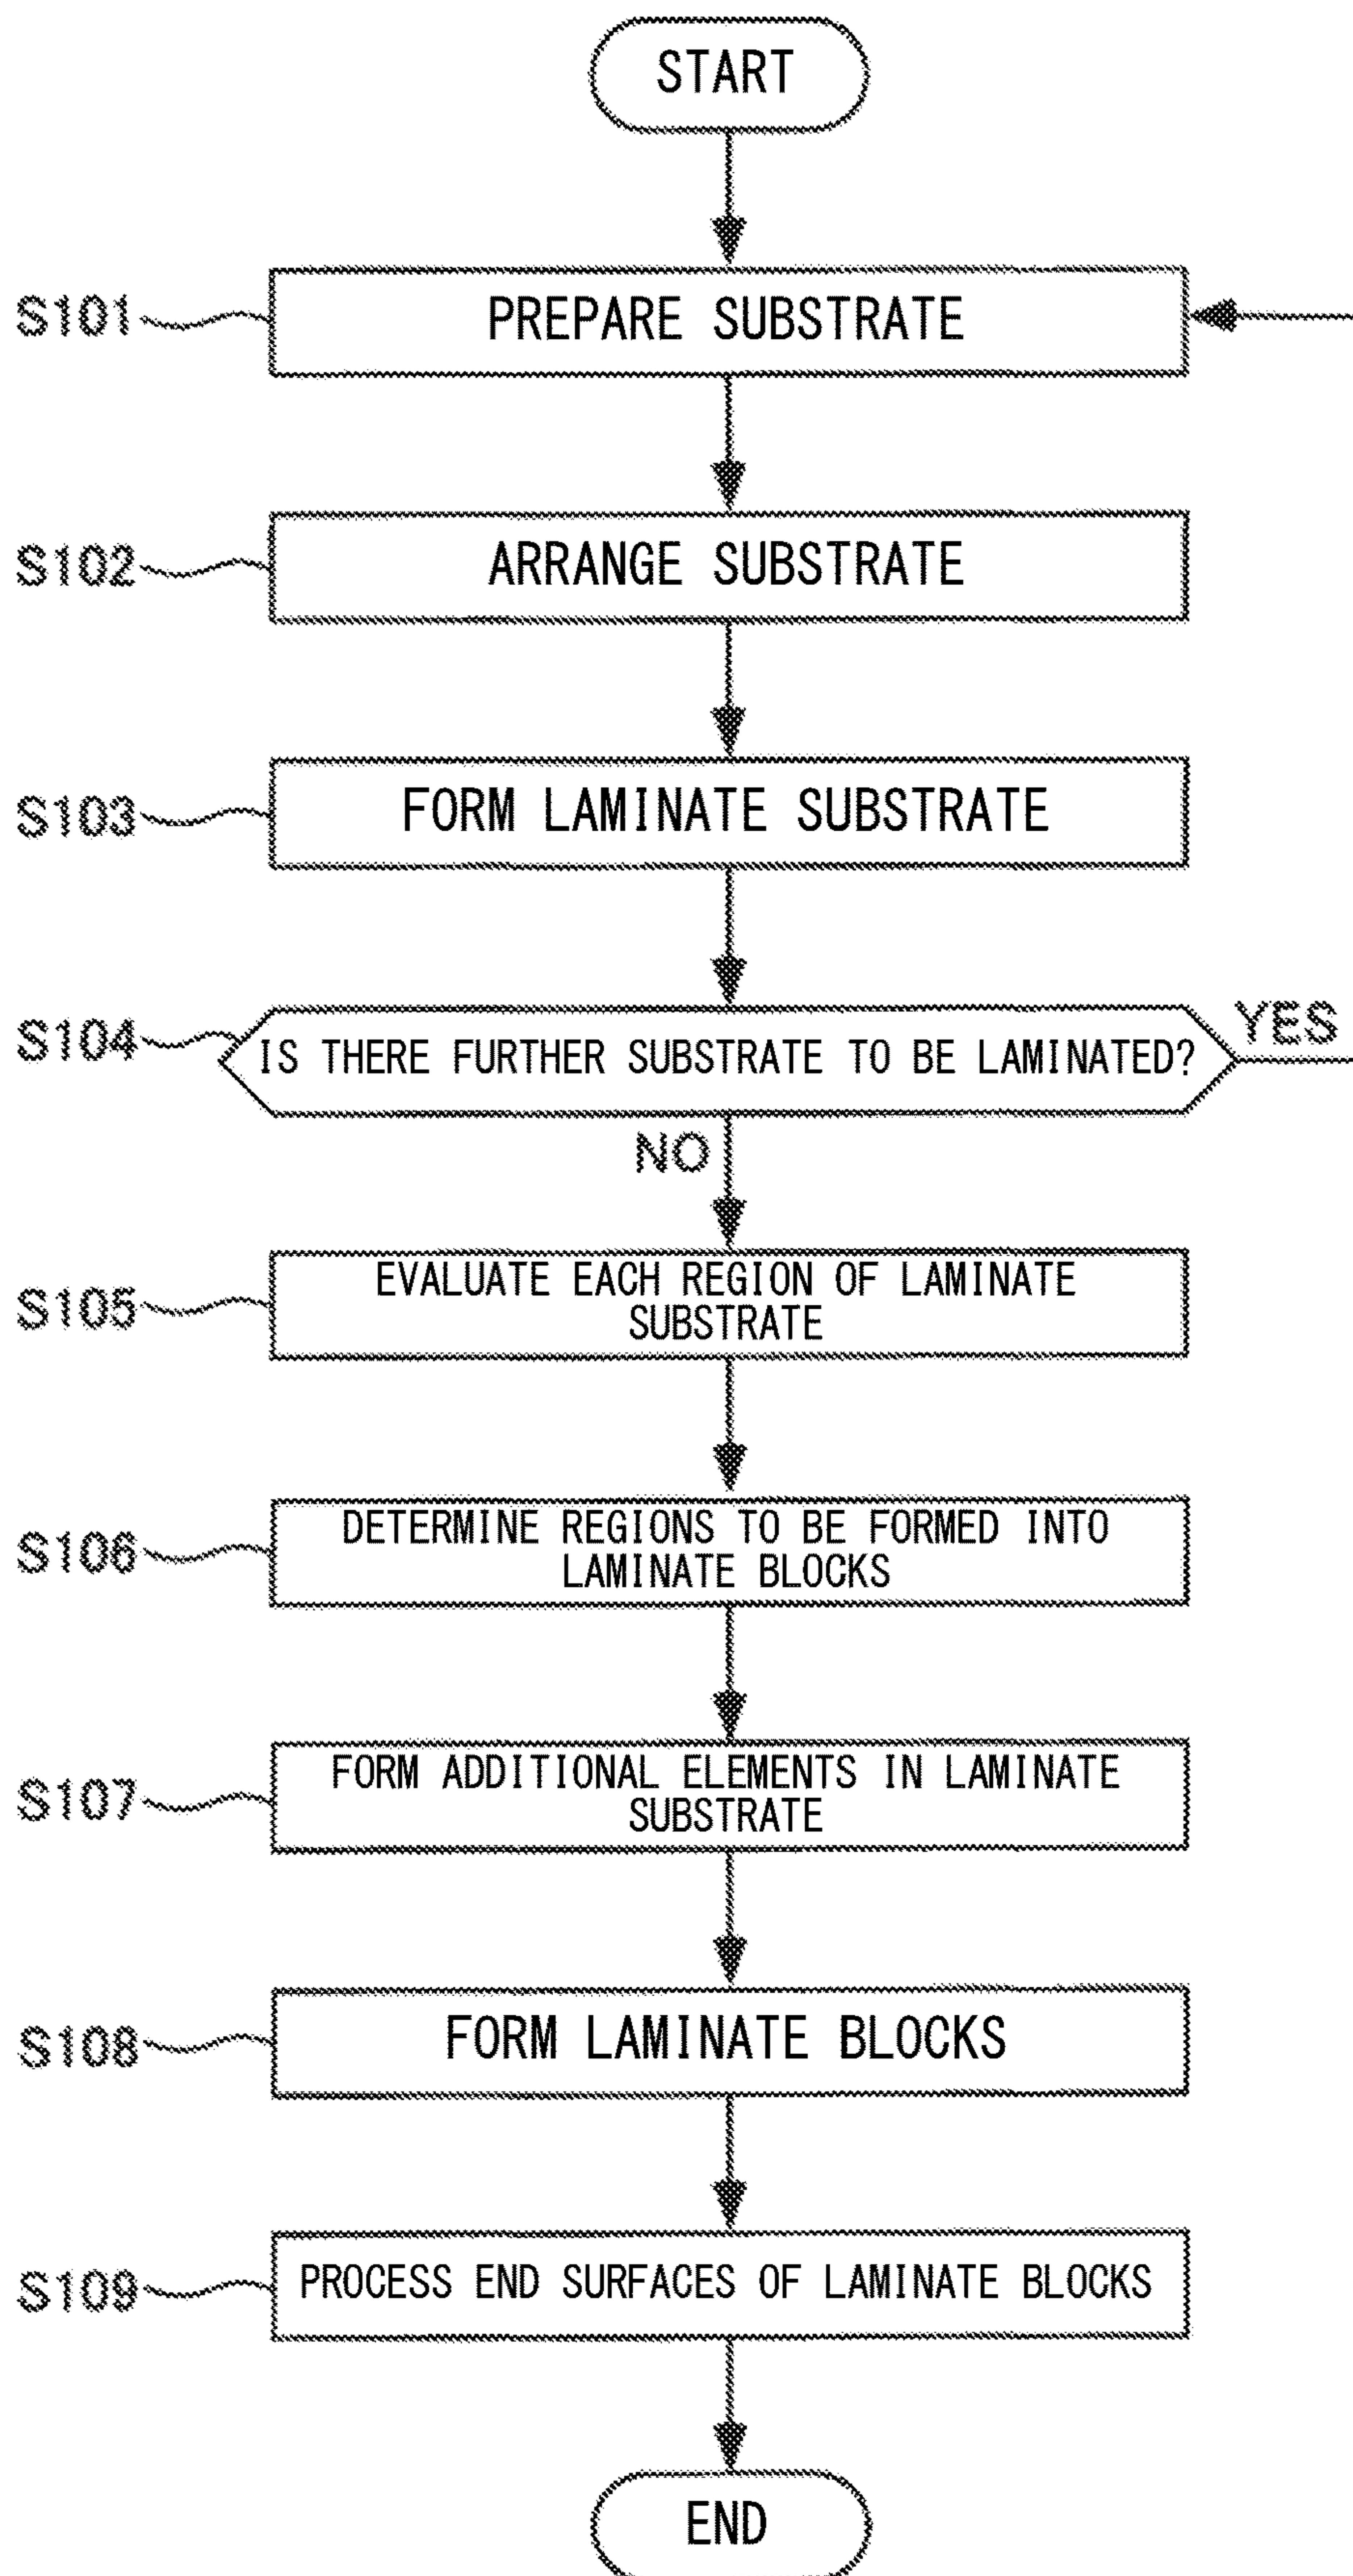 START
S101
PREPARE SUBSTRATE
S102
ARRANGE SUBSTRATE
S103
FORM LAMINATE SUBSTRATE
S104
IS THERE FURTHER SUBSTRATE TO BE LAMINATED?
YES
NO
S105
EVALUATE EACH REGION OF LAMINATE
SUBSTRATE
S106
DETERMINE REGIONS TO BE FORMED INTO
LAMINATE BLOCKS
S107
FORM ADDITIONAL ELEMENTS IN LAMINATE
SUBSTRATE
S108
FORM LAMINATE BLOCKS
S109
PROCESS END SURFACES OF LAMINATE BLOCKS
END